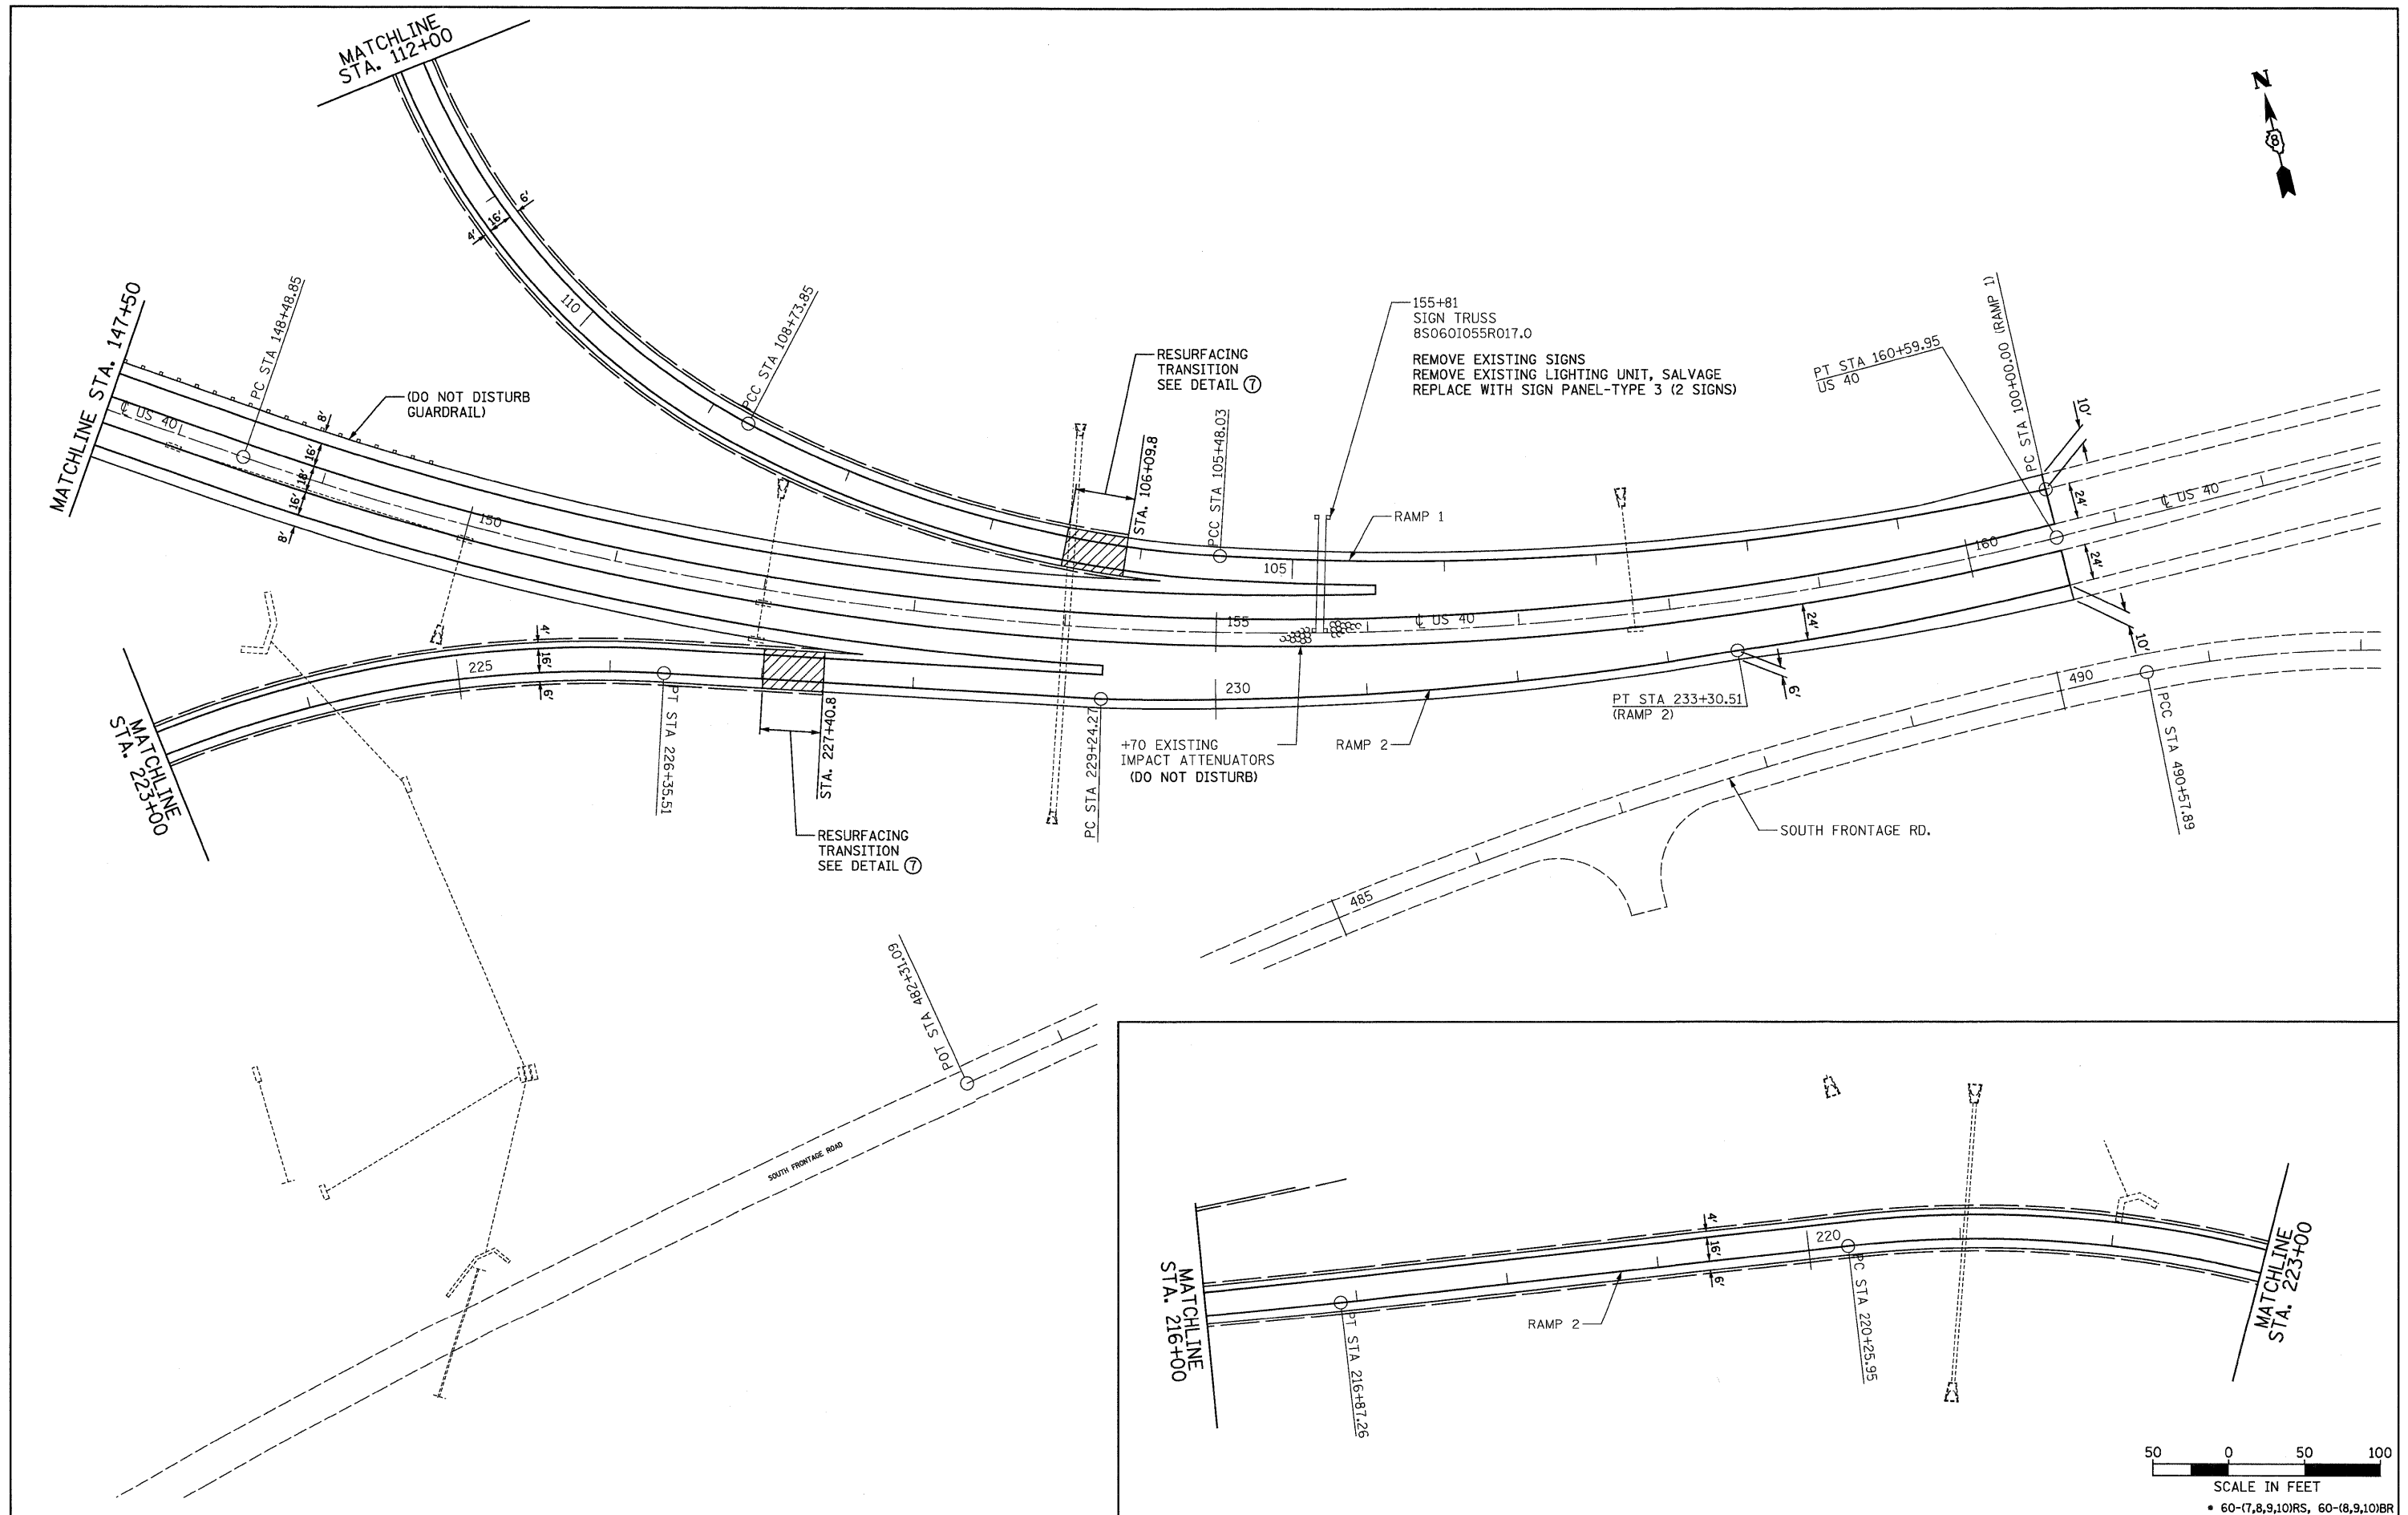 MATCHLINE
STA. 112+00
N
8
6'
16'
4'
110
PCC STA 108+73.85
MATCHLINE STA. 147+50
PC STA 148+48.85
℄ US 40
(DO NOT DISTURB
GUARDRAIL)
8'
16'
18'
16'
8'
150
RESURFACING
TRANSITION
SEE DETAIL 7
STA. 106+09.8
PCC STA 105+48.03
155+81
SIGN TRUSS
8S060I055R017.0
REMOVE EXISTING SIGNS
REMOVE EXISTING LIGHTING UNIT, SALVAGE
REPLACE WITH SIGN PANEL-TYPE 3 (2 SIGNS)
RAMP 1
105
PT STA 160+59.95
US 40
PC STA 100+00.00 (RAMP 1)
10'
24'
℄ US 40
160
24'
10'
155
℄ US 40
24'
6'
PT STA 233+30.51
(RAMP 2)
490
PCC STA 490+57.89
MATCHLINE
STA. 223+00
225
4'
16'
6'
PT STA 226+35.51
STA. 227+40.8
RESURFACING
TRANSITION
SEE DETAIL 7
PC STA 229+24.27
230
+70 EXISTING
IMPACT ATTENUATORS
(DO NOT DISTURB)
RAMP 2
SOUTH FRONTAGE RD.
485
POT STA 482+31.09
SOUTH FRONTAGE ROAD
MATCHLINE
STA. 216+00
PT STA 216+87.26
RAMP 2
4'
16'
6'
220
PC STA 220+25.95
MATCHLINE
STA. 223+00
50 0 50 100
SCALE IN FEET
• 60-(7,8,9,10)RS, 60-(8,9,10)BR